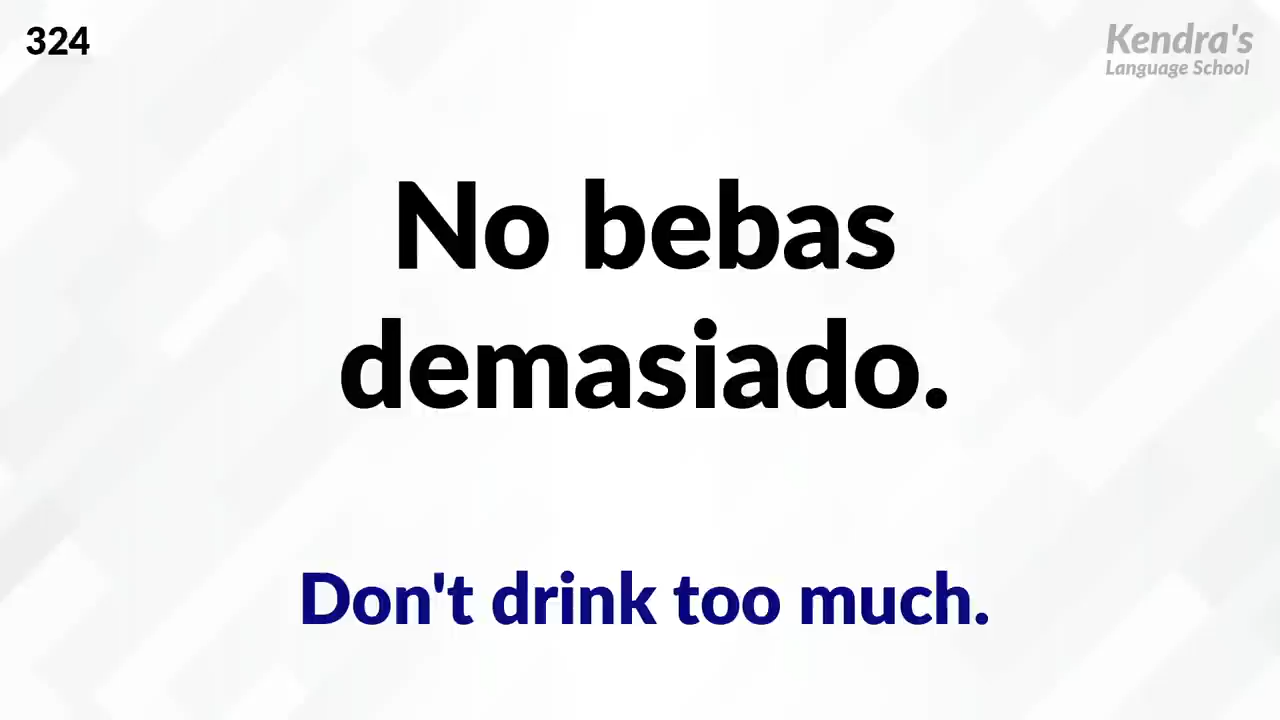 324
Kendra's
Language School
No bebas
demasiado.
Don't drink too much.